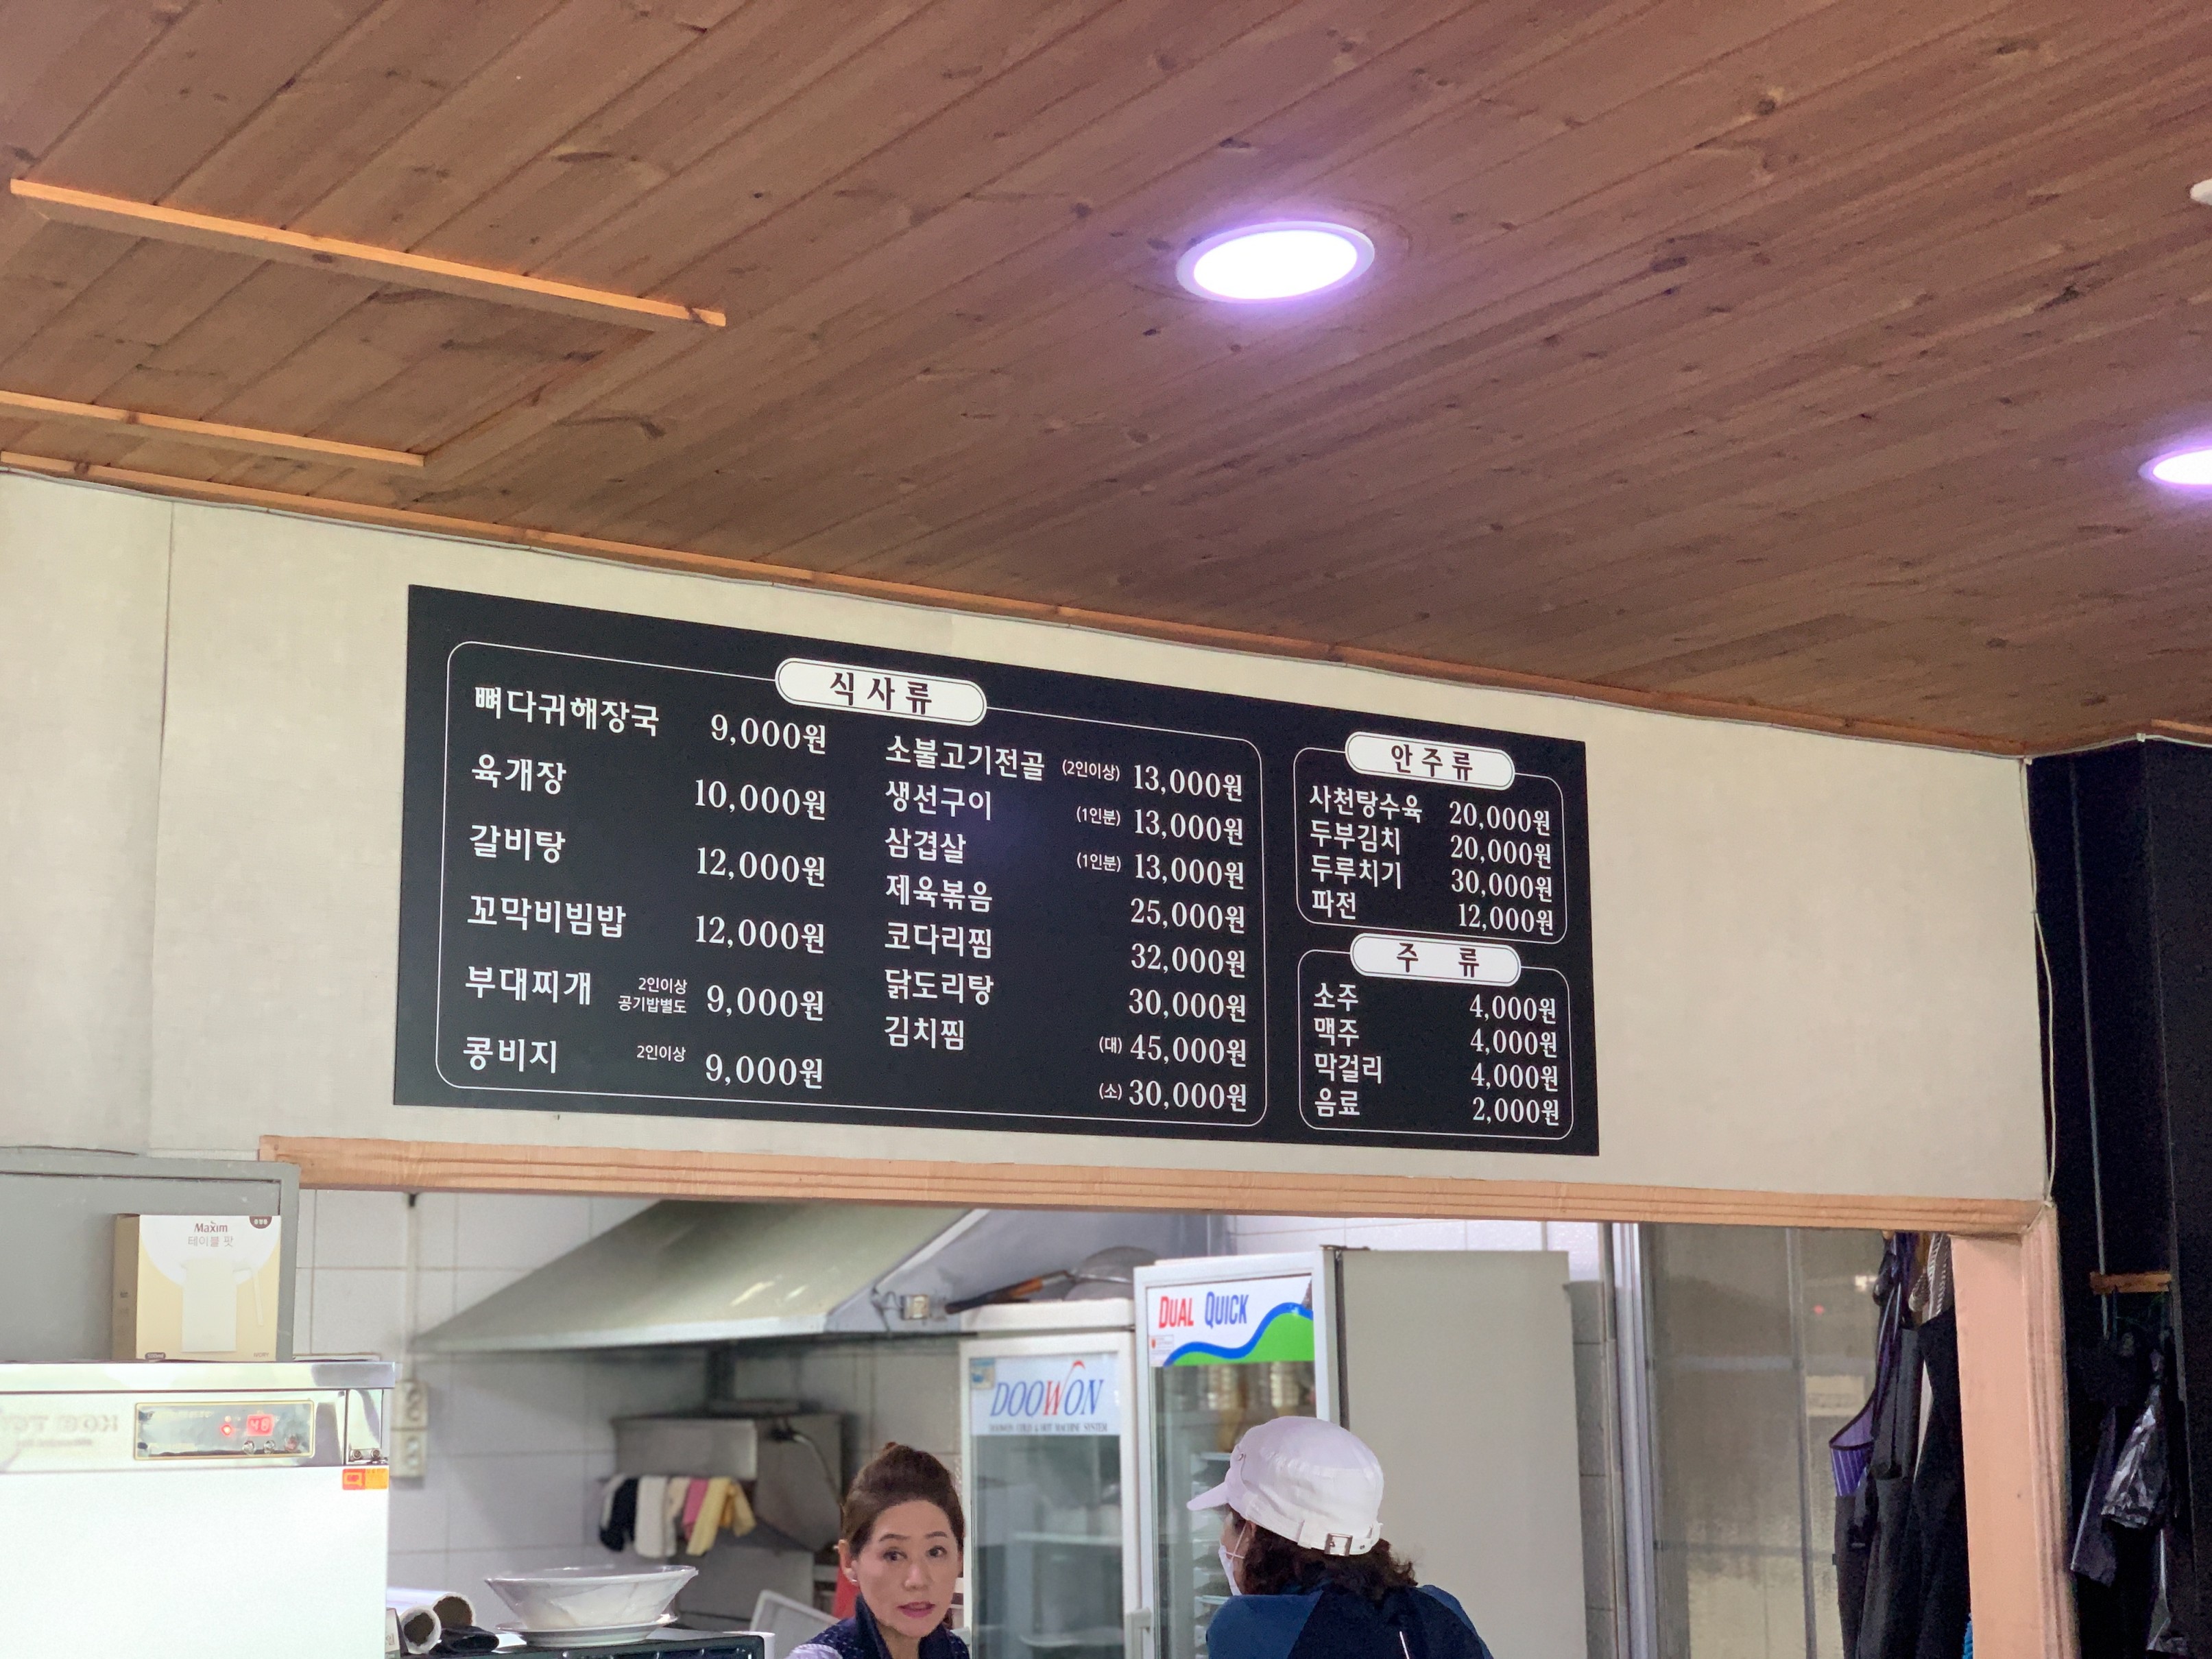 식사류
뼈다귀해장국 9,000원
육개장 10,000원
갈비탕 12,000원
꼬막비빔밥 12,000원
부대찌개 2인이상 공기밥별도 9,000원
콩비지 2인이상 9,000원
소불고기전골 (2인이상) 13,000원
생선구이 (1인분) 13,000원
삼겹살 (1인분) 13,000원
제육볶음 25,000원
코다리찜 32,000원
닭도리탕 30,000원
김치찜 (대) 45,000원
(소) 30,000원
안주류
사천탕수육 20,000원
두부김치 20,000원
두루치기 30,000원
파전 12,000원
주 류
소주 4,000원
맥주 4,000원
막걸리 4,000원
음료 2,000원
Maxim
테이블 팟
DUAL QUICK
DOOWON
DOOWON COLD & HOT MACHINE SYSTEM
48